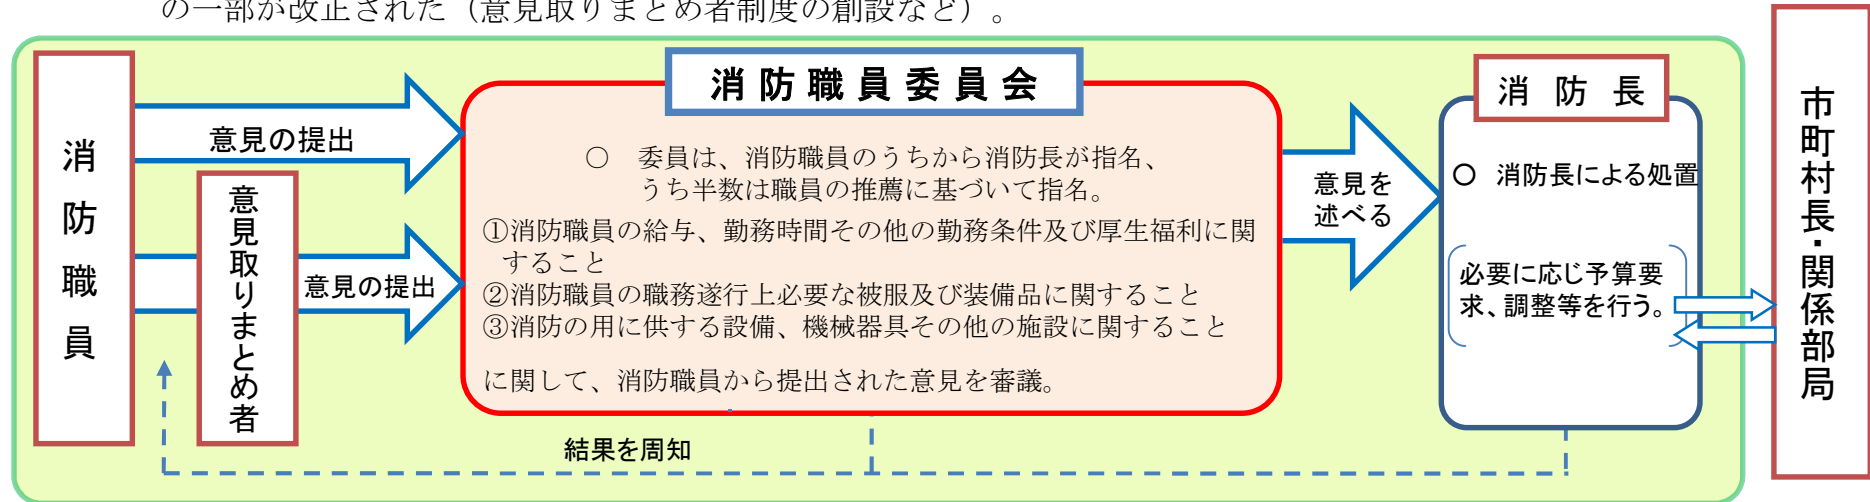 の一部が改正された（意見取りまとめ者制度の創設など）。
消防職員
意見の提出
意見取りまとめ者
意見の提出
消防職員委員会
○　委員は、消防職員のうちから消防長が指名、
うち半数は職員の推薦に基づいて指名。
①消防職員の給与、勤務時間その他の勤務条件及び厚生福利に関
すること
②消防職員の職務遂行上必要な被服及び装備品に関すること
③消防の用に供する設備、機械器具その他の施設に関すること
に関して、消防職員から提出された意見を審議。
意見を
述べる
消防長
○　消防長による処置
必要に応じ予算要
求、調整等を行う。
市町村長・関係部局
結果を周知